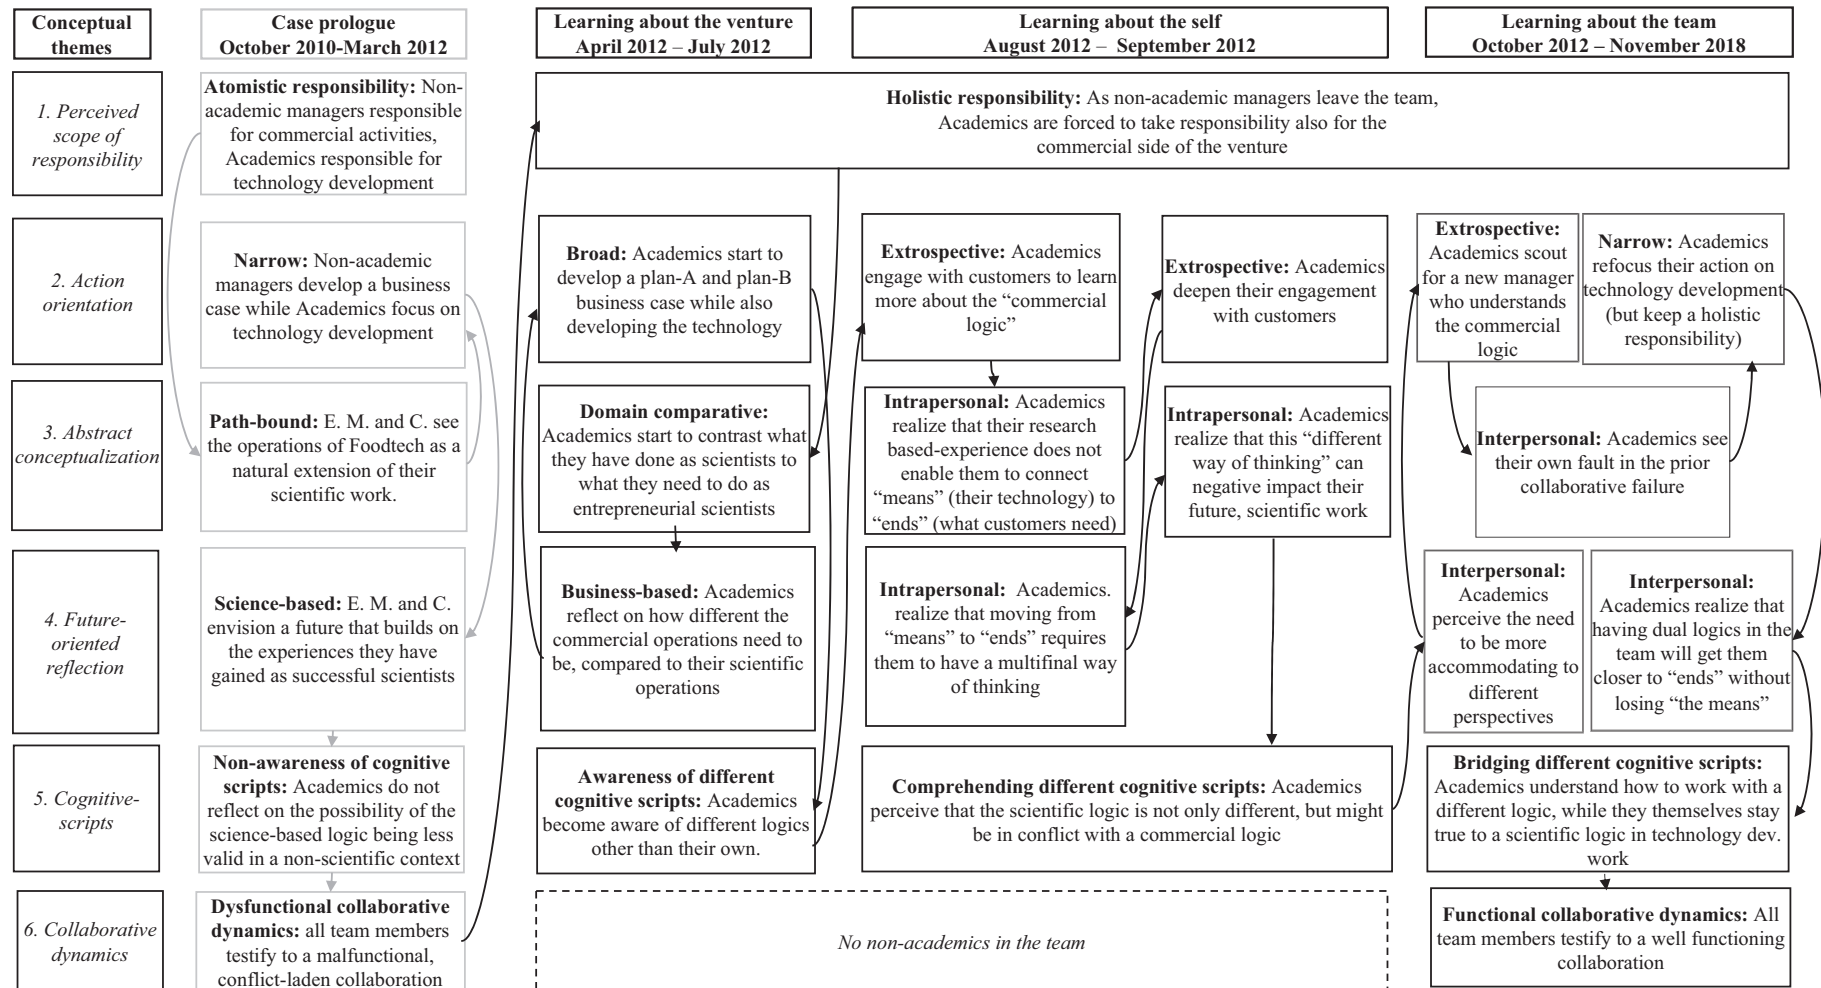 Conceptual
themes
Case prologue
October 2010-March 2012
Learning about the venture
April 2012 – July 2012
Learning about the self
August 2012 – September 2012
Learning about the team
October 2012 – November 2018
1. Perceived
scope of
responsibility
Atomistic responsibility: Non-
academic managers responsible
for commercial activities,
Academics responsible for
technology development
Holistic responsibility: As non-academic managers leave the team,
Academics are forced to take responsibility also for the
commercial side of the venture
2. Action
orientation
Narrow: Non-academic
managers develop a business
case while Academics focus on
technology development
Broad: Academics start to
develop a plan-A and plan-B
business case while also
developing the technology
Extrospective: Academics
engage with customers to learn
more about the “commercial
logic”
Extrospective: Academics
deepen their engagement
with customers
Extrospective:
Academics scout
for a new manager
who understands
the commercial
logic
Narrow: Academics
refocus their action on
technology development
(but keep a holistic
responsibility)
3. Abstract
conceptualization
Path-bound: E. M. and C. see
the operations of Foodtech as a
natural extension of their
scientific work.
Domain comparative:
Academics start to contrast what
they have done as scientists to
what they need to do as
entrepreneurial scientists
Intrapersonal: Academics
realize that their research
based-experience does not
enable them to connect
“means” (their technology) to
“ends” (what customers need)
Intrapersonal: Academics
realize that this “different
way of thinking” can
negative impact their
future, scientific work
Interpersonal: Academics see
their own fault in the prior
collaborative failure
4. Future-
oriented
reflection
Science-based: E. M. and C.
envision a future that builds on
the experiences they have
gained as successful scientists
Business-based: Academics
reflect on how different the
commercial operations need to
be, compared to their scientific
operations
Intrapersonal: Academics.
realize that moving from
“means” to “ends” requires
them to have a multifinal way
of thinking
Interpersonal:
Academics
perceive the need
to be more
accommodating to
different
perspectives
Interpersonal:
Academics realize that
having dual logics in the
team will get them
closer to “ends” without
losing “the means”
5. Cognitive-
scripts
Non-awareness of cognitive
scripts: Academics do not
reflect on the possibility of the
science-based logic being less
valid in a non-scientific context
Awareness of different
cognitive scripts: Academics
become aware of different logics
other than their own.
Comprehending different cognitive scripts: Academics
perceive that the scientific logic is not only different, but might
be in conflict with a commercial logic
Bridging different cognitive scripts:
Academics understand how to work with a
different logic, while they themselves stay
true to a scientific logic in technology dev.
work
6. Collaborative
dynamics
Dysfunctional collaborative
dynamics: all team members
testify to a malfunctional,
conflict-laden collaboration
No non-academics in the team
Functional collaborative dynamics: All
team members testify to a well functioning
collaboration